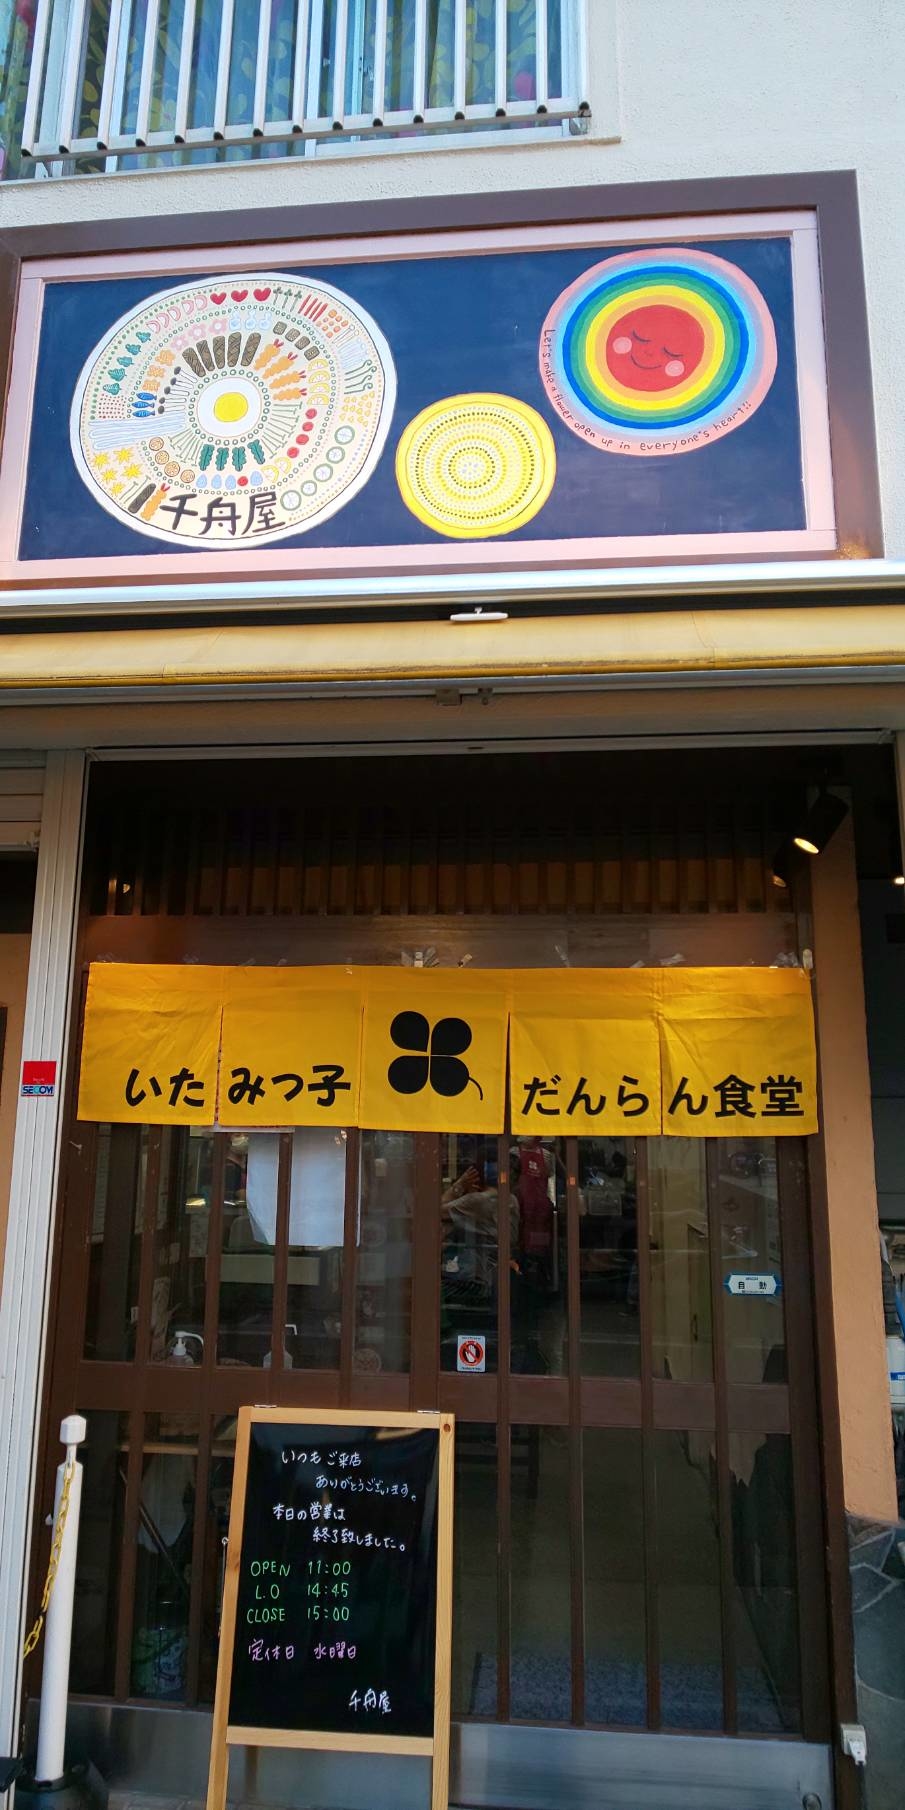 Let's make a flower open up in everyone's heart!!
千舟屋
いたみつ子 だんらん食堂
SECOM
自動
いつもご来店
ありがとうございます。
本日の営業は
終了致しました。
OPEN 11:00
L.O 14:45
CLOSE 15:00
定休日 水曜日
千舟屋